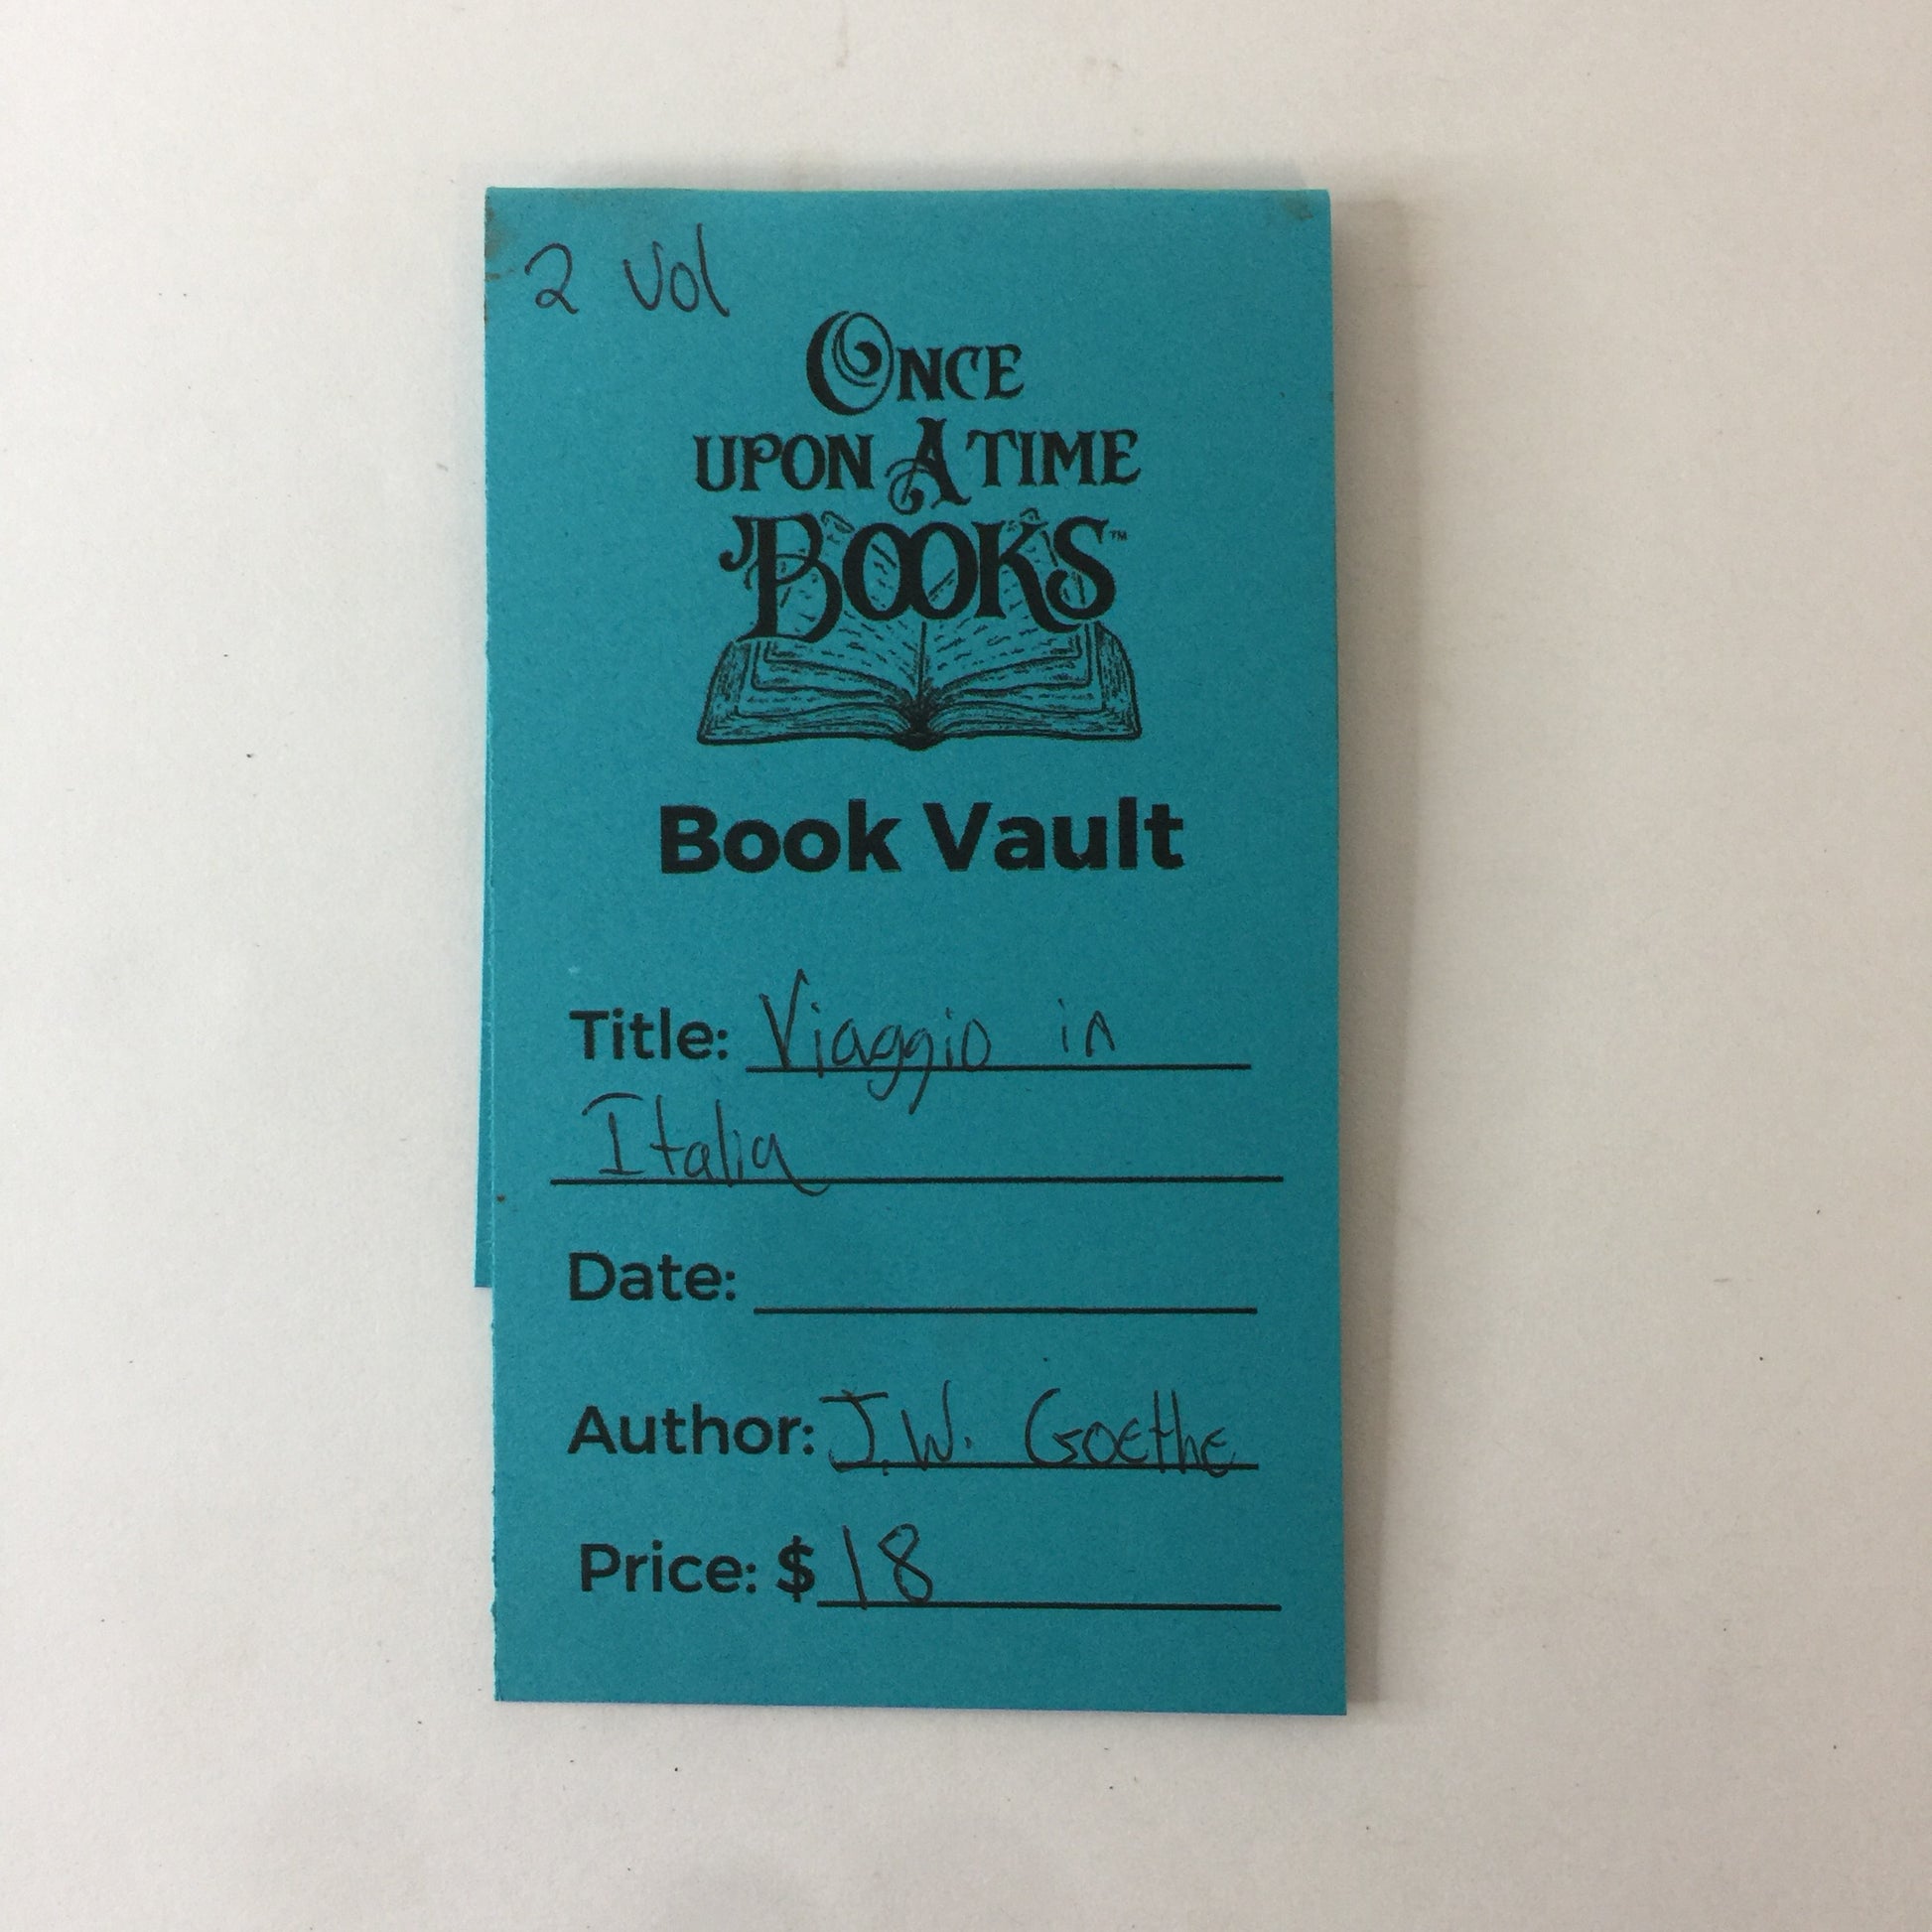 2 Vol
ONCE
UPON A TIME
BOOKS™
Book Vault
Title: Viaggio in
Italia
Date:
Author: J.W. Goethe
Price: $18